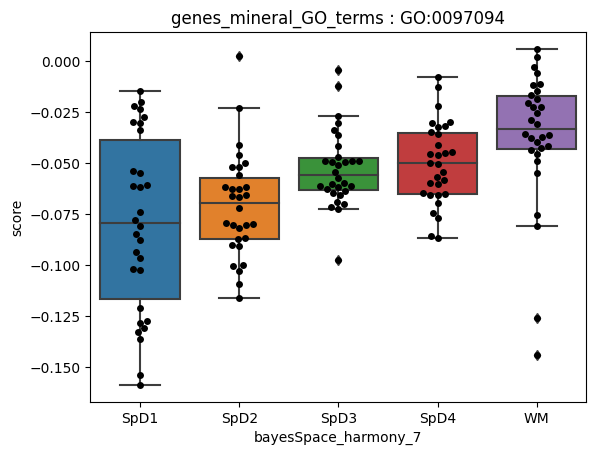 genes_mineral_GO_terms : GO:0097094
0.000
−0.025
−0.050
−0.075
−0.100
−0.125
−0.150
score
SpD1 SpD2 SpD3 SpD4 WM
bayesSpace_harmony_7